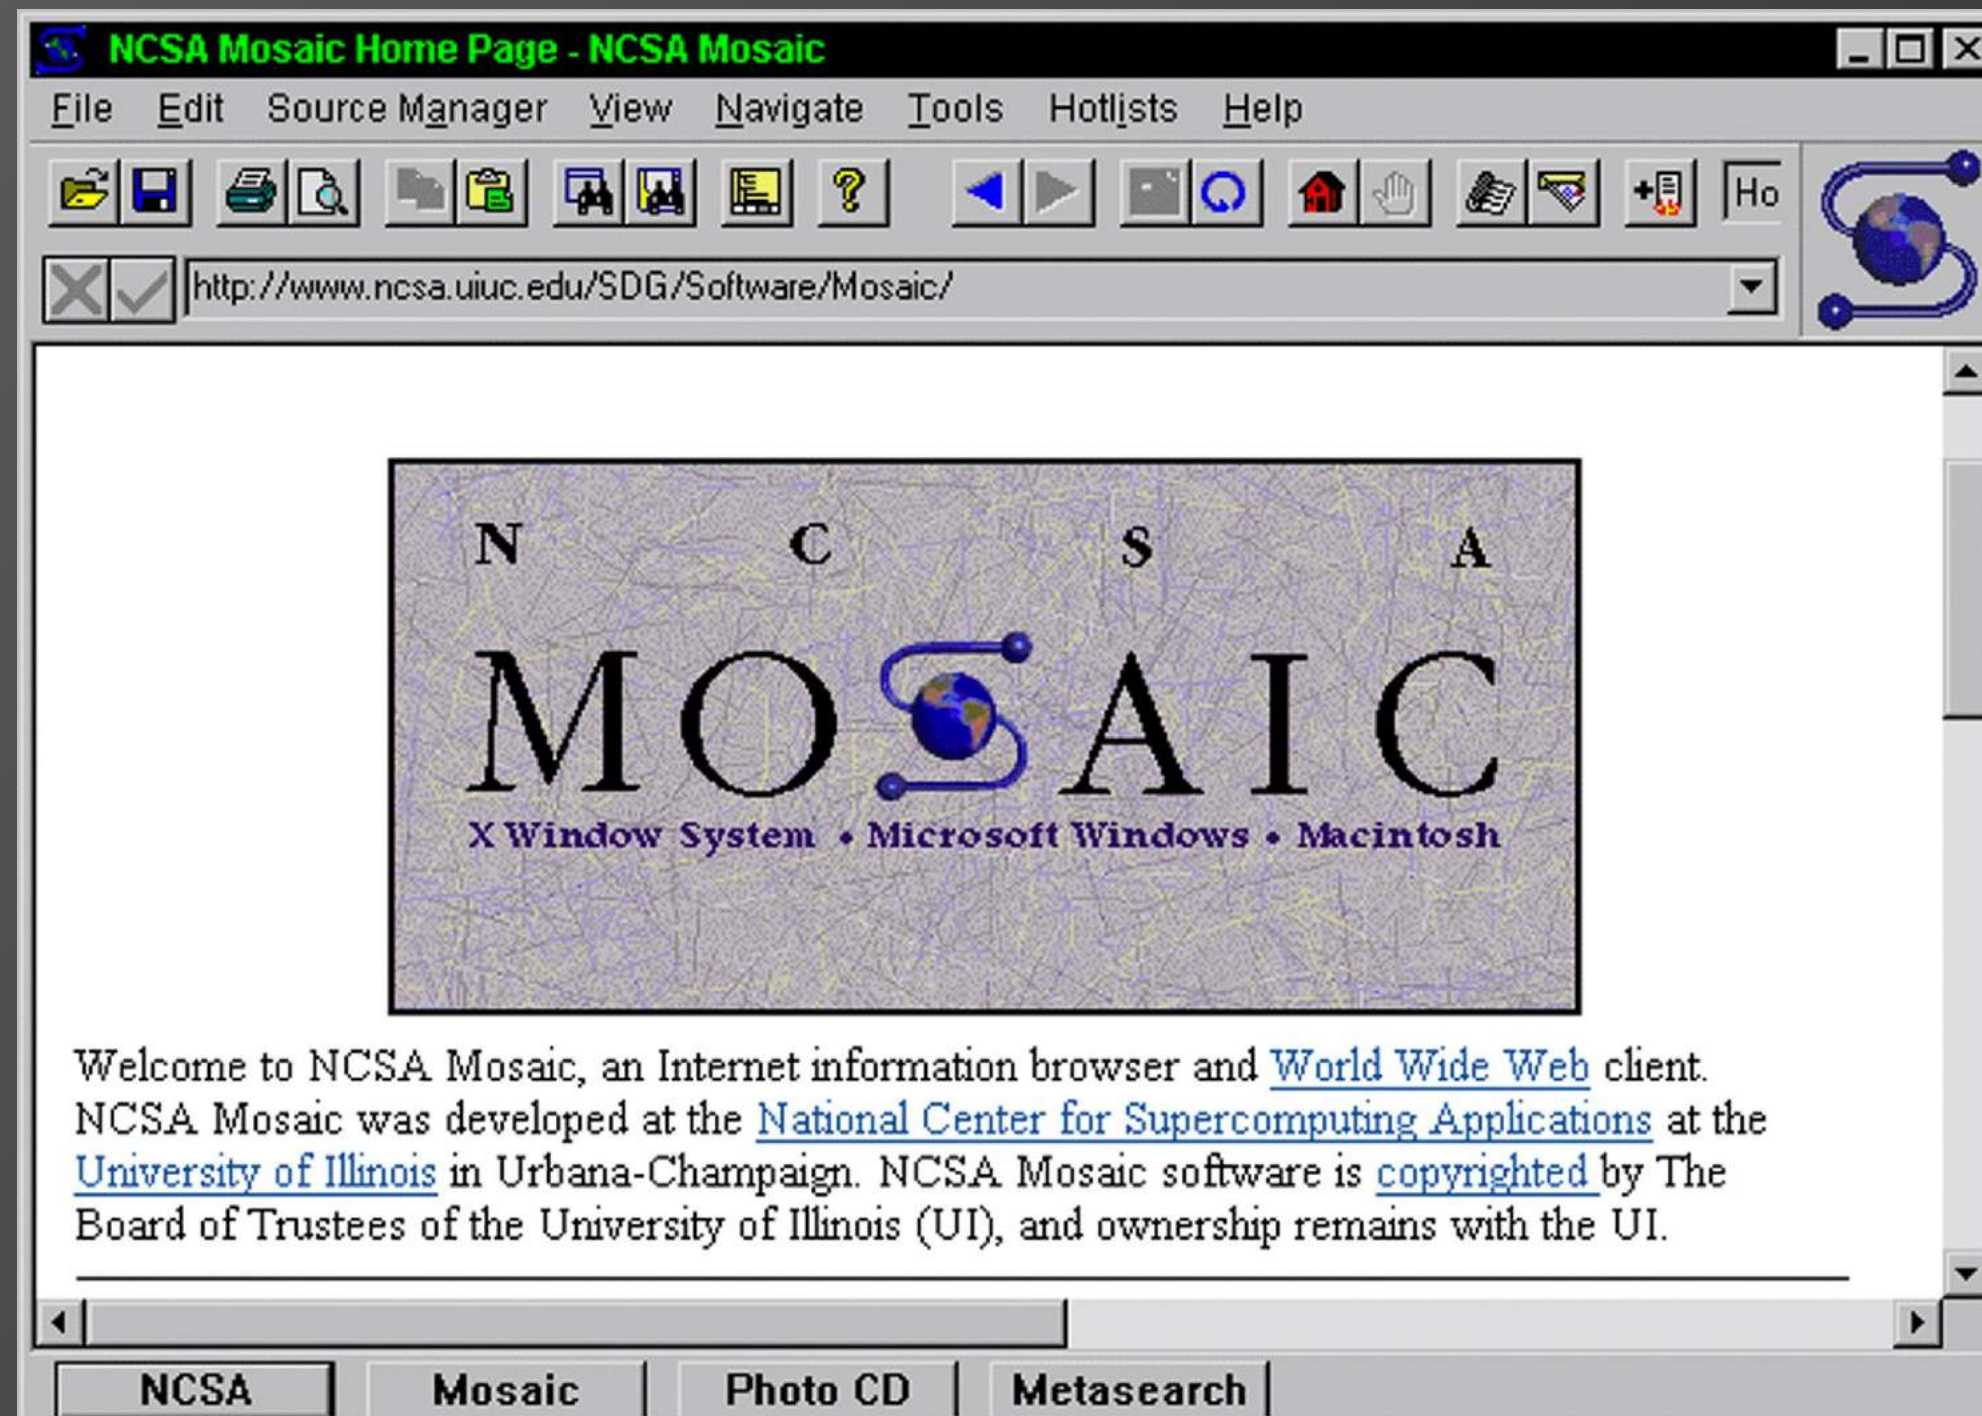 NCSA Mosaic Home Page - NCSA Mosaic
File Edit Source Manager View Navigate Tools Hotlists Help
Ho
http://www.ncsa.uiuc.edu/SDG/Software/Mosaic/
N C S A
MOSAIC
X Window System • Microsoft Windows • Macintosh
Welcome to NCSA Mosaic, an Internet information browser and World Wide Web client.
NCSA Mosaic was developed at the National Center for Supercomputing Applications at the
University of Illinois in Urbana-Champaign. NCSA Mosaic software is copyrighted by The
Board of Trustees of the University of Illinois (UI), and ownership remains with the UI.
NCSA Mosaic Photo CD Metasearch